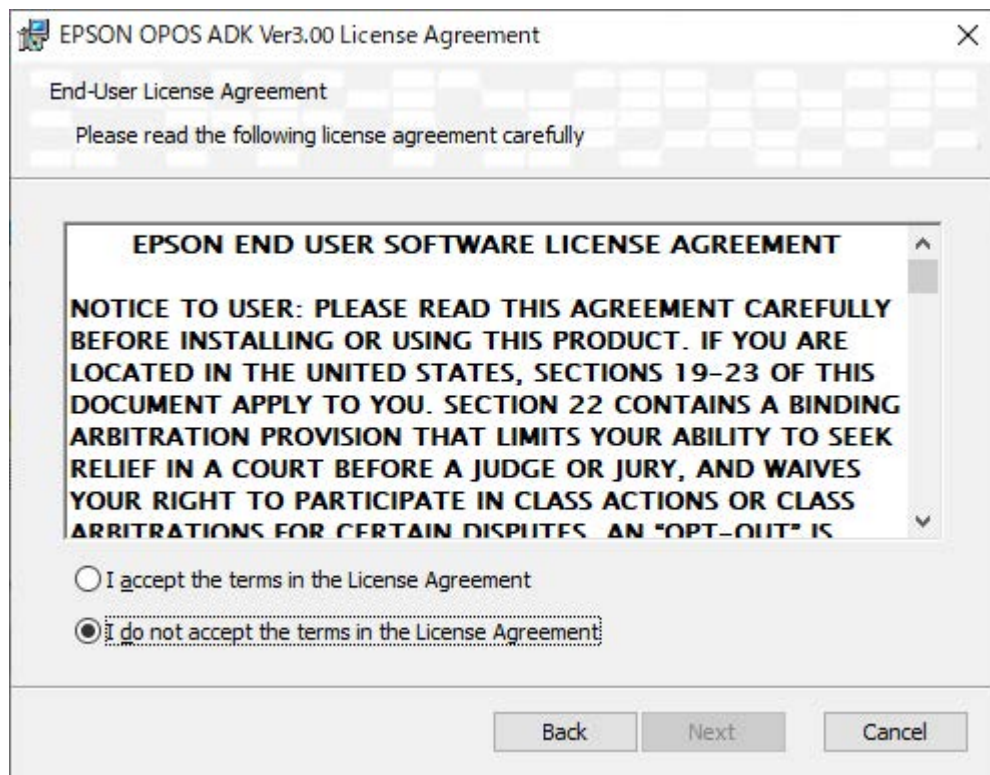 EPSON OPOS ADK Ver3.00 License Agreement
End-User License Agreement
Please read the following license agreement carefully
EPSON END USER SOFTWARE LICENSE AGREEMENT
NOTICE TO USER: PLEASE READ THIS AGREEMENT CAREFULLY
BEFORE INSTALLING OR USING THIS PRODUCT. IF YOU ARE
LOCATED IN THE UNITED STATES, SECTIONS 19-23 OF THIS
DOCUMENT APPLY TO YOU. SECTION 22 CONTAINS A BINDING
ARBITRATION PROVISION THAT LIMITS YOUR ABILITY TO SEEK
RELIEF IN A COURT BEFORE A JUDGE OR JURY, AND WAIVES
YOUR RIGHT TO PARTICIPATE IN CLASS ACTIONS OR CLASS
ARBITRATIONS FOR CERTAIN DISPUTES. AN "OPT-OUT" IS
I accept the terms in the License Agreement
I do not accept the terms in the License Agreement
Back Next Cancel